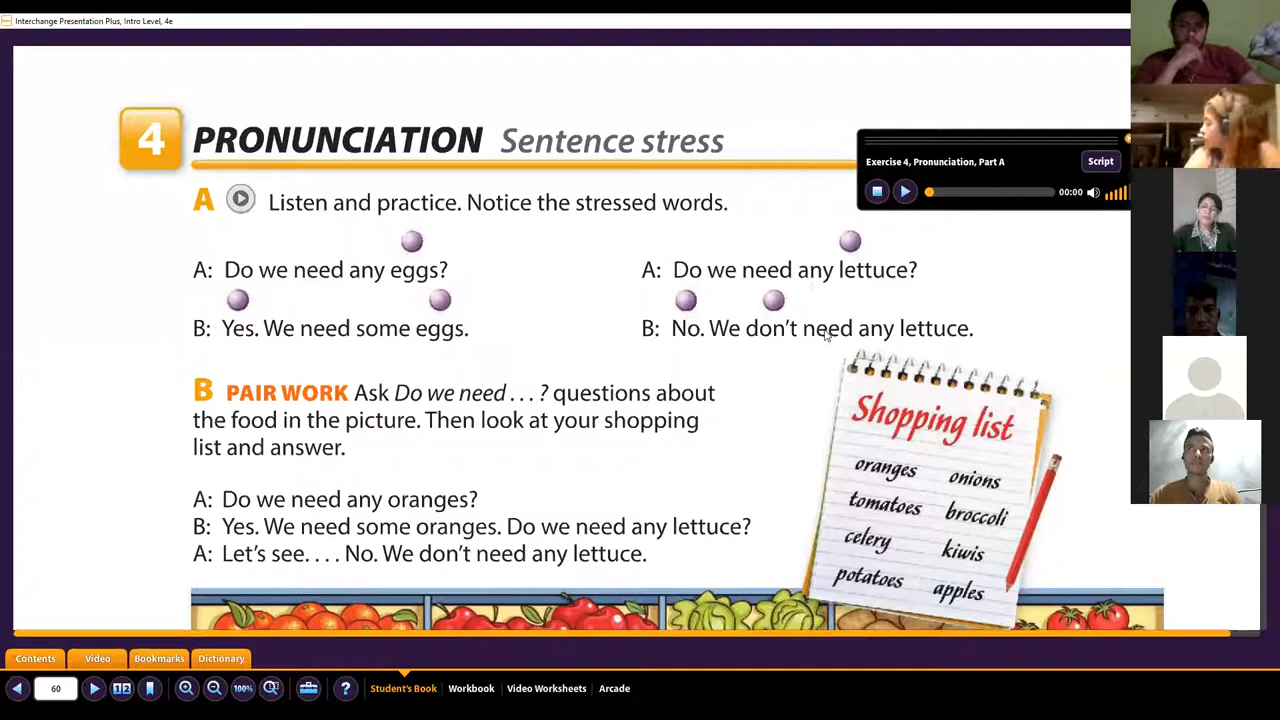 Interchange Presentation Plus, Intro Level, 4e
4 PRONUNCIATION Sentence stress
Exercise 4, Pronunciation, Part A
Script
00:00
A Listen and practice. Notice the stressed words.
A: Do we need any eggs?
B: Yes. We need some eggs.
A: Do we need any lettuce?
B: No. We don't need any lettuce.
B PAIR WORK Ask Do we need . . . ? questions about
the food in the picture. Then look at your shopping
list and answer.
A: Do we need any oranges?
B: Yes. We need some oranges. Do we need any lettuce?
A: Let's see. . . . No. We don't need any lettuce.
Shopping list
oranges onions
tomatoes broccoli
celery kiwis
potatoes apples
Contents Video Bookmarks Dictionary
60 12 100% ? Student's Book Workbook Video Worksheets Arcade